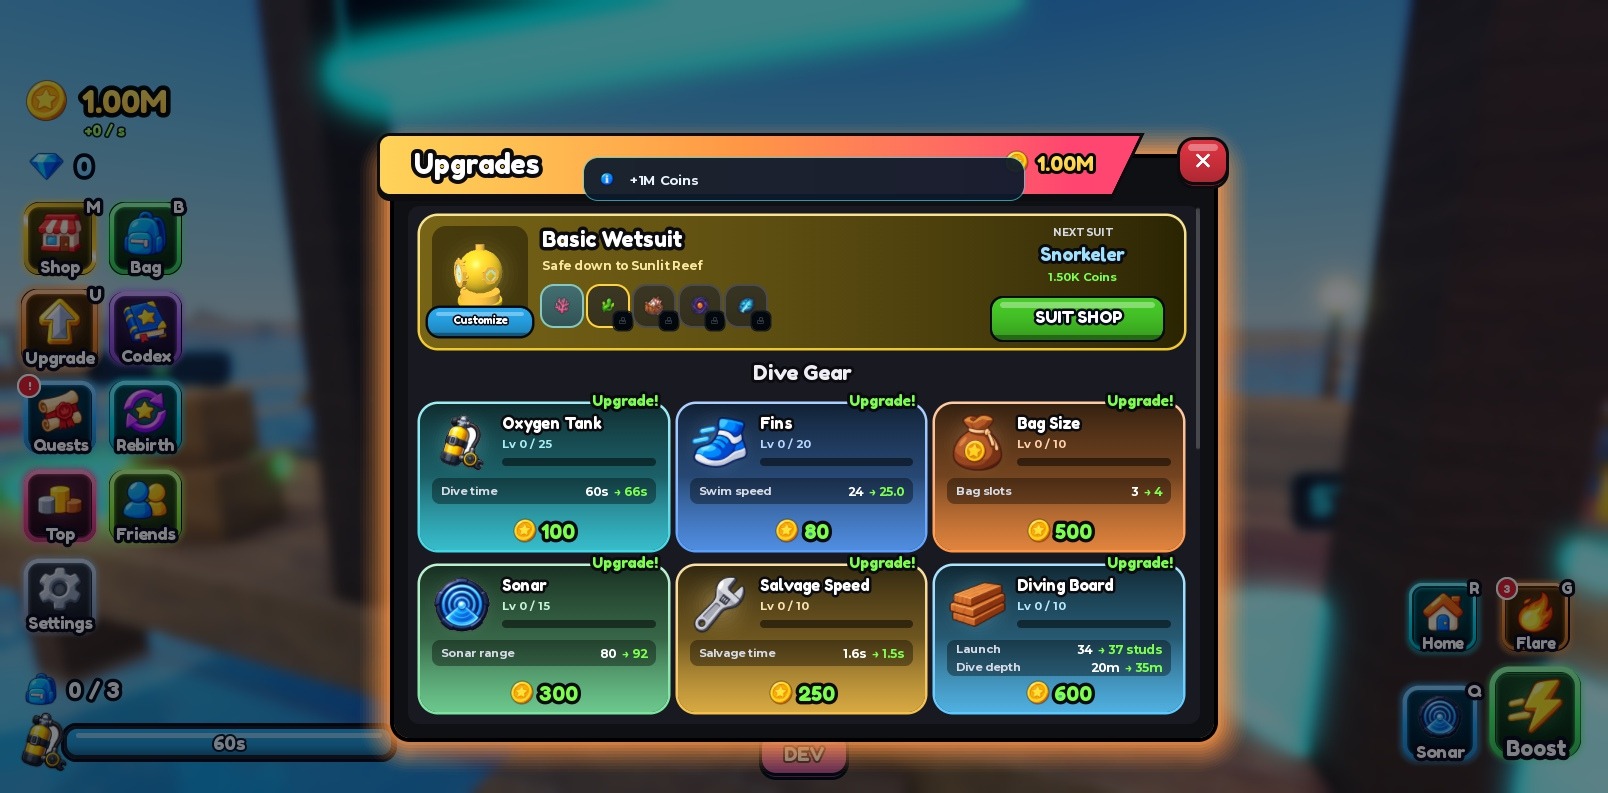 1.00M
+0 / s
0
M
B
Shop
Bag
U
Upgrade
Codex
!
Quests
Rebirth
Top
Friends
Settings
0 / 3
60s
Upgrades
+1M Coins
1.00M
Basic Wetsuit
Safe down to Sunlit Reef
Customize
NEXT SUIT
Snorkeler
1.50K Coins
SUIT SHOP
Dive Gear
Upgrade!
Oxygen Tank
Lv 0 / 25
Dive time 60s → 66s
100
Upgrade!
Fins
Lv 0 / 20
Swim speed 24 → 25.0
80
Upgrade!
Bag Size
Lv 0 / 10
Bag slots 3 → 4
500
Upgrade!
Sonar
Lv 0 / 15
Sonar range 80 → 92
300
Upgrade!
Salvage Speed
Lv 0 / 10
Salvage time 1.6s → 1.5s
250
Upgrade!
Diving Board
Lv 0 / 10
Launch 34 → 37 studs
Dive depth 20m → 35m
600
DEV
R
3
G
Home
Flare
Q
Sonar
Boost